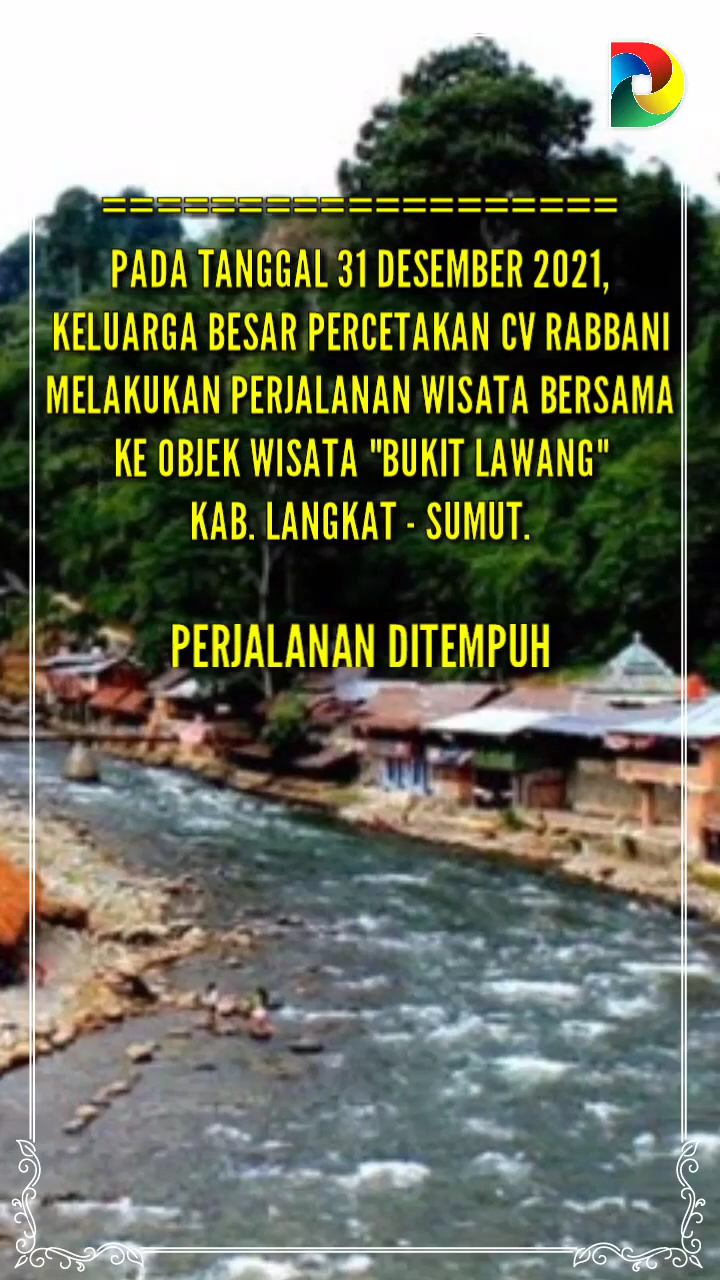 ===================
PADA TANGGAL 31 DESEMBER 2021,
KELUARGA BESAR PERCETAKAN CV RABBANI
MELAKUKAN PERJALANAN WISATA BERSAMA
KE OBJEK WISATA "BUKIT LAWANG"
KAB. LANGKAT - SUMUT.
PERJALANAN DITEMPUH